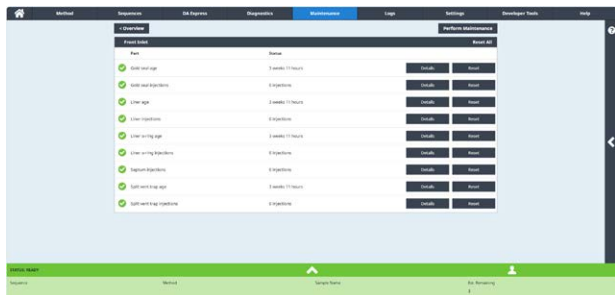 Method Sequences DA Express Diagnostics Maintenance Logs Settings Developer Tools Help
< Overview Perform Maintenance
Front Inlet Reset All
Part Status
Gold seal age 3 weeks 11 hours Details Reset
Gold seal injections 0 injections Details Reset
Liner age 3 weeks 11 hours Details Reset
Liner injections 0 injections Details Reset
Liner o-ring age 3 weeks 11 hours Details Reset
Liner o-ring injections 0 injections Details Reset
Septum injections 0 injections Details Reset
Split vent trap age 3 weeks 11 hours Details Reset
Split vent trap injections 0 injections Details Reset
STATUS: READY
Sequence Method Sample Name Est. Remaining